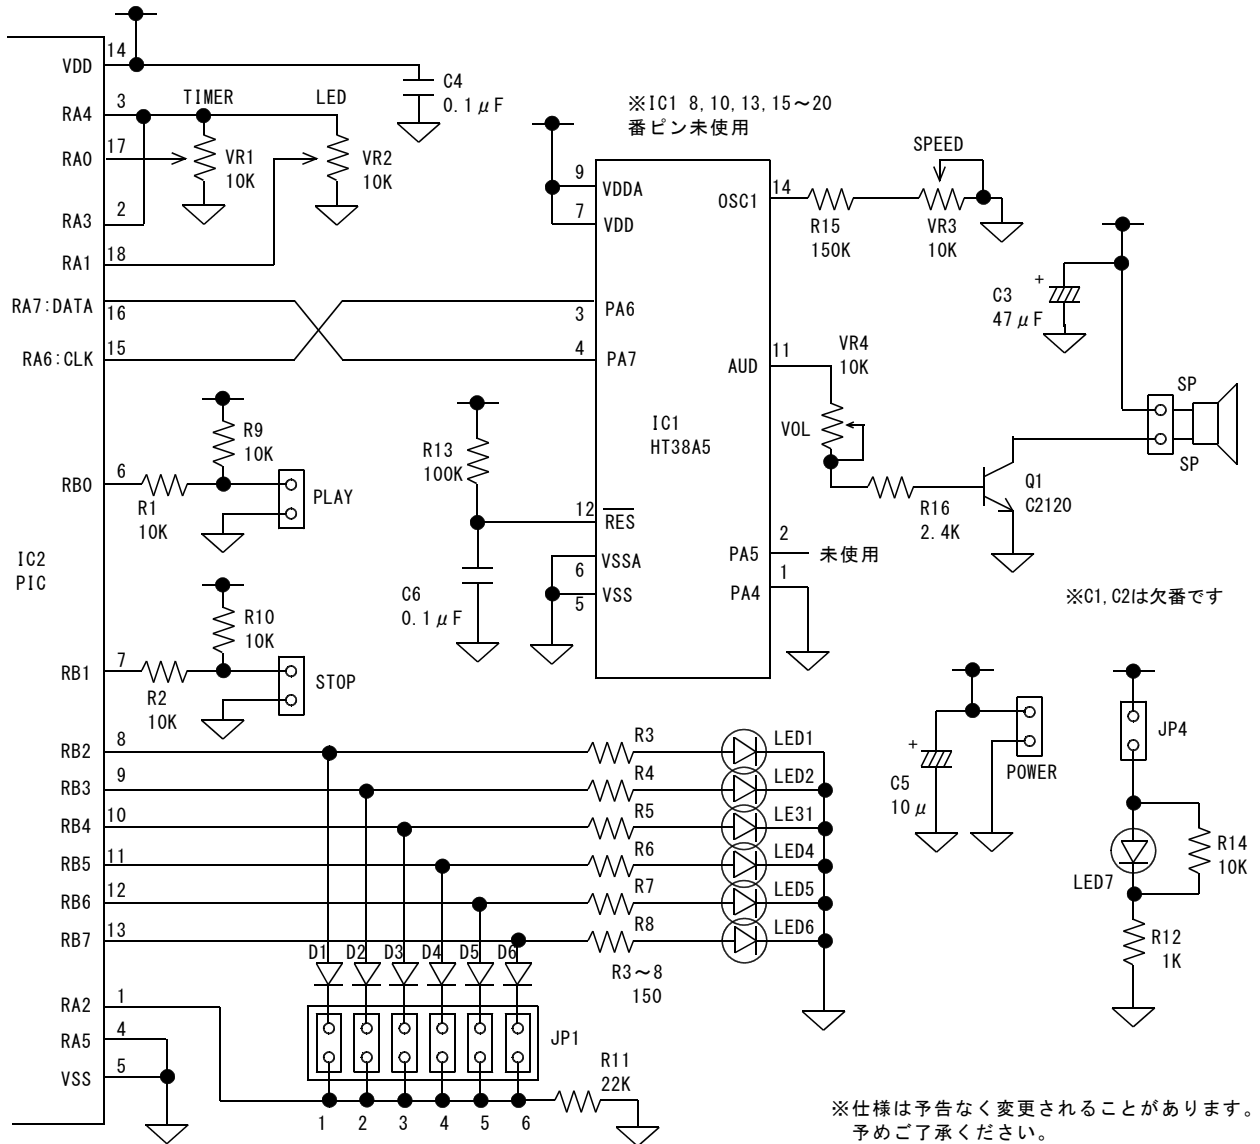 14
VDD
C4
0.1μF
3
TIMER
LED
RA4
※IC1 8,10,13,15～20
番ピン未使用
17
RA0
VR1
10K
VR2
10K
SPEED
9
VDDA
OSC1
14
2
RA3
7
VDD
R15
150K
VR3
10K
18
RA1
RA7:DATA
16
3
PA6
+
C3
47μF
15
RA6:CLK
4
PA7
AUD
11
VR4
10K
SP
R9
10K
IC1
HT38A5
VOL
R13
100K
SP
6
RB0
R1
10K
PLAY
Q1
C2120
R16
2.4K
12
RES
IC2
PIC
VSSA
6
PA5
2
未使用
C6
0.1μF
VSS
5
PA4
1
※C1,C2は欠番です
R10
10K
7
RB1
R2
10K
STOP
8
RB2
R3
LED1
JP4
9
RB3
R4
LED2
+
C5
10μ
POWER
10
RB4
R5
LE31
11
RB5
R6
LED4
R14
10K
12
RB6
R7
LED5
LED7
13
RB7
R8
LED6
D1
D2
D3
D4
D5
D6
R3～8
150
R12
1K
1
RA2
4
RA5
JP1
5
VSS
R11
22K
1
2
3
4
5
6
※仕様は予告なく変更されることがあります。
予めご了承ください。